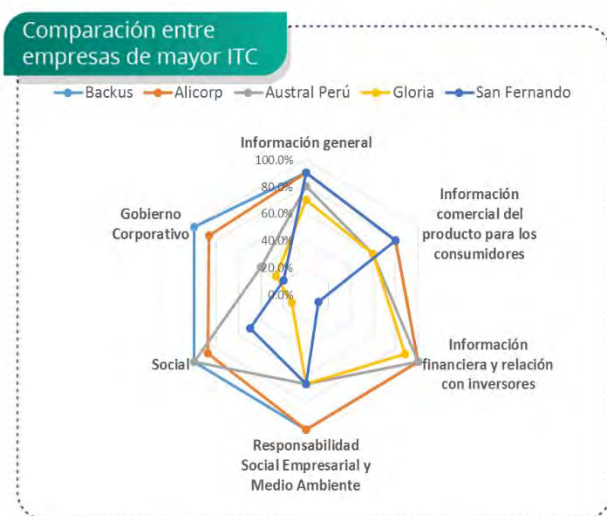 Comparación entre
empresas de mayor ITC
Backus Alicorp Austral Perú Gloria San Fernando
Información general
100.0%
80.0%
60.0%
40.0%
20.0%
0.0%
Información
comercial del
producto para los
consumidores
Información
financiera y relación
con inversores
Responsabilidad
Social Empresarial y
Medio Ambiente
Social
Gobierno
Corporativo